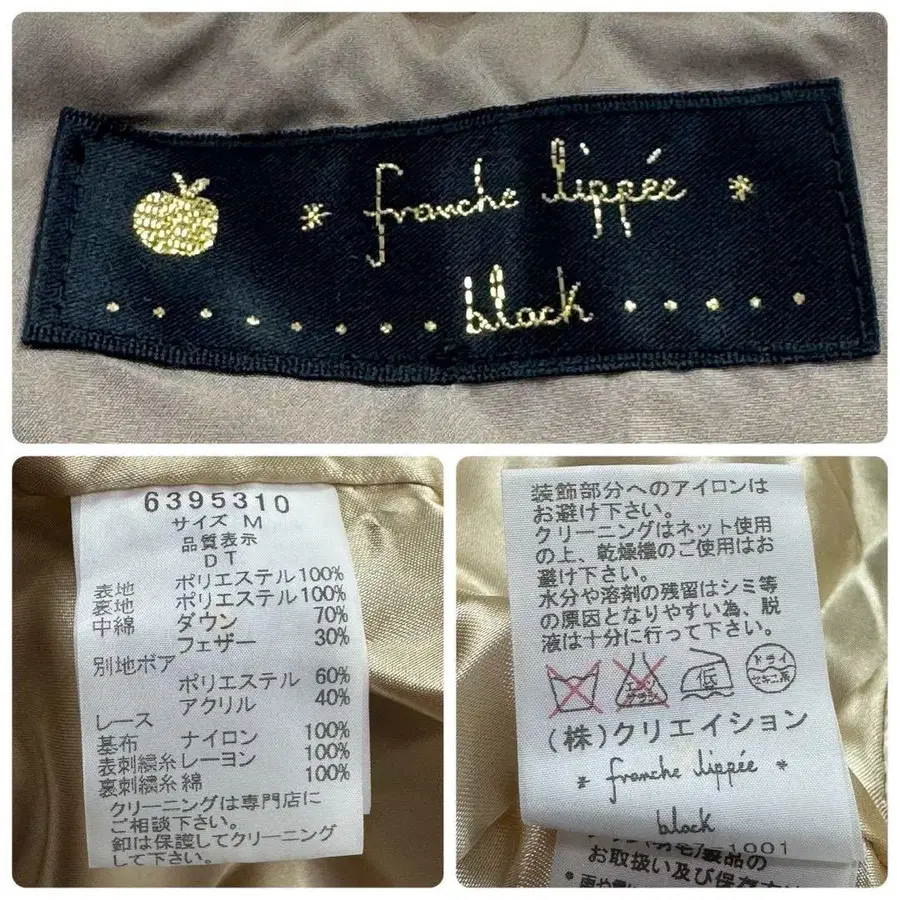 franche lippée
black
6395310
サイズ M
品質表示
DT
表地 ポリエステル100%
裏地 ポリエステル100%
中綿 ダウン 70%
フェザー 30%
別地ボア
ポリエステル 60%
アクリル 40%
レース
基布 ナイロン 100%
表刺繍糸 レーヨン 100%
裏刺繍糸 綿 100%
クリーニングは専門店に
ご相談下さい。
釦は保護してクリーニング
して下さい。
装飾部分へのアイロンは
お避け下さい。
クリーニングはネット使用
の上、乾燥機のご使用はお
避け下さい。
水分や溶剤の残留はシミ等
の原因となりやすい為、脱
液は十分に行って下さい。
エンソ
サラシ
低
ドライ
セキユ系
(株)クリエイション
franche lippée
black
1001
お取扱い及び保存方